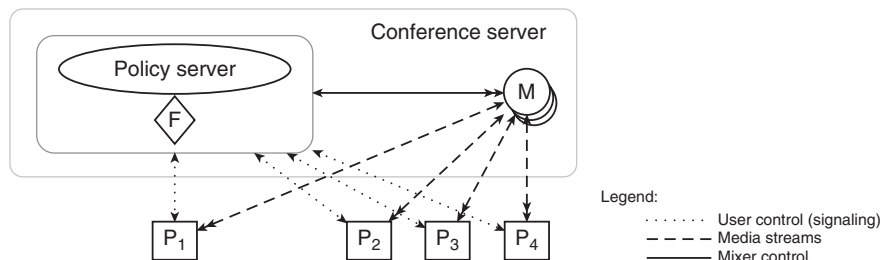 Conference server
Policy server
F
M
P1
P2
P3
P4
Legend:
User control (signaling)
Media streams
Mixer control